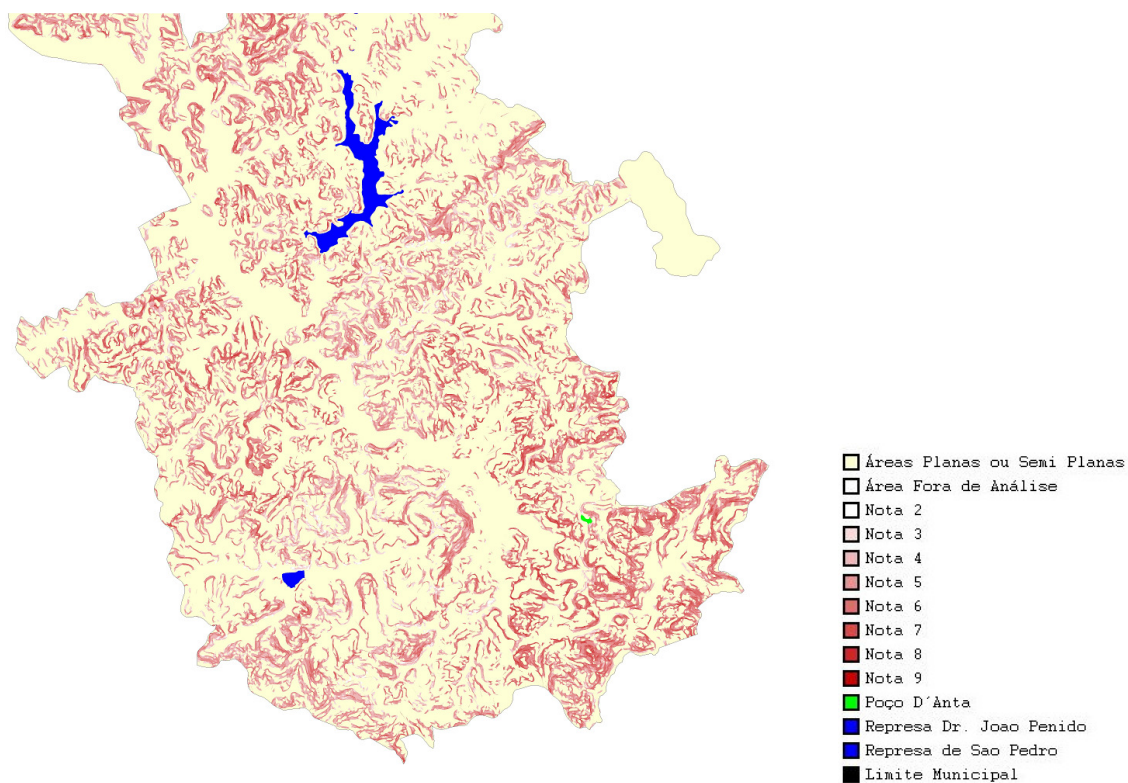 Áreas Planas ou Semi Planas
Área Fora de Análise
Nota 2
Nota 3
Nota 4
Nota 5
Nota 6
Nota 7
Nota 8
Nota 9
Poço D´Anta
Represa Dr. Joao Penido
Represa de Sao Pedro
Limite Municipal